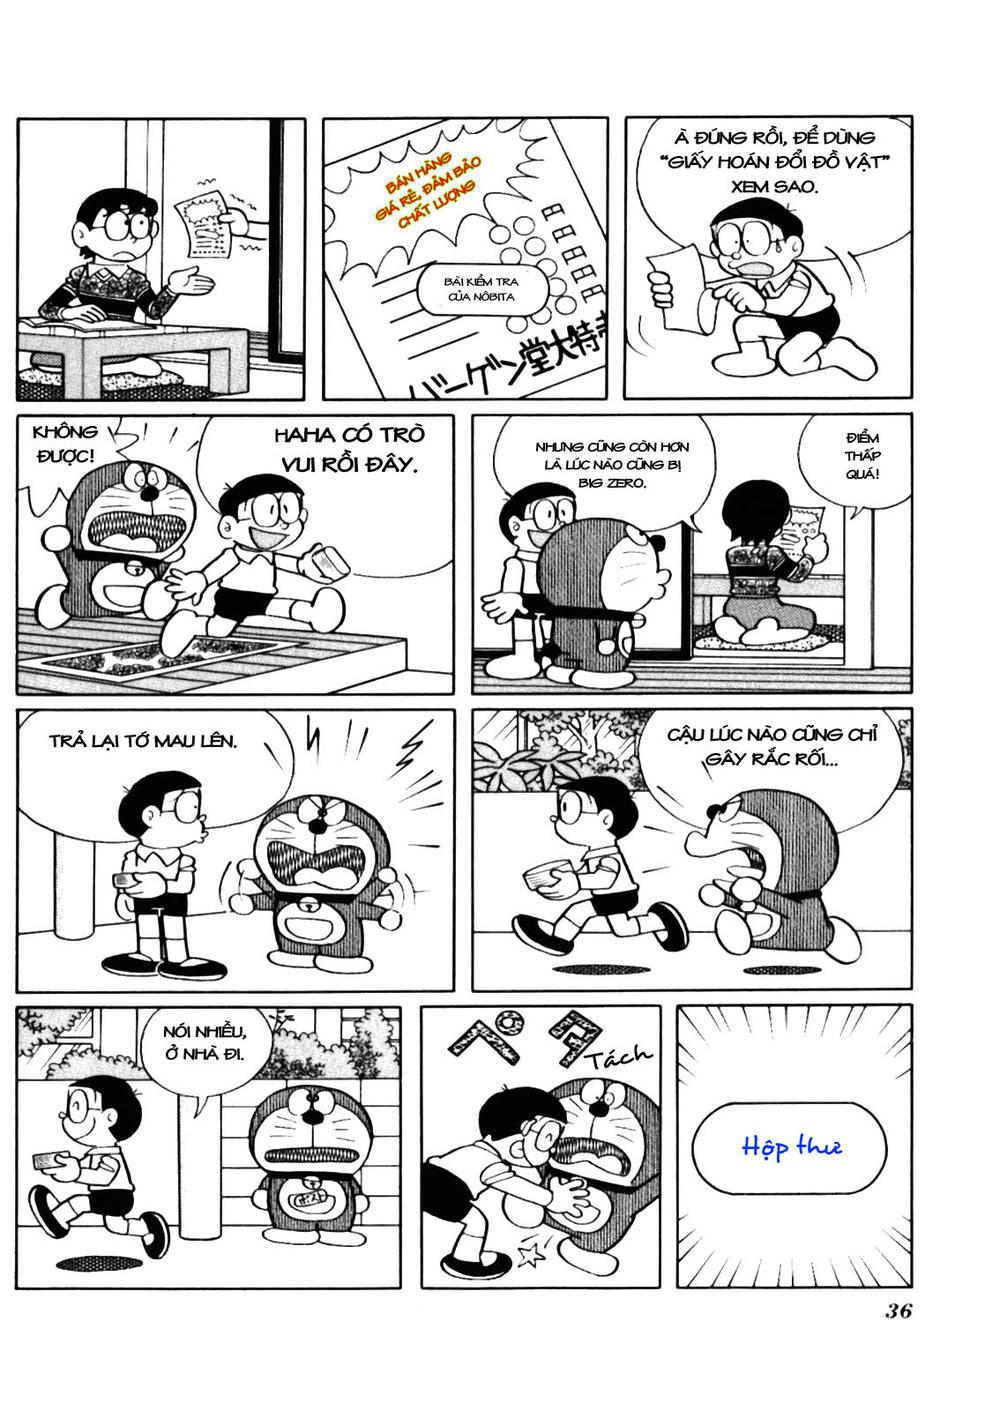 À ĐÚNG RỒI, ĐỂ DÙNG
“GIẤY HOÁN ĐỔI ĐỒ VẬT”
XEM SAO.
BÁN HÀNG
GIÁ RẺ, ĐẢM BẢO
CHẤT LƯỢNG
BÀI KIỂM TRA
CỦA NÔBITA
バーゲン堂大特
ĐIỂM
THẤP
QUÁ!
NHƯNG CŨNG CÒN HƠN
LÀ LÚC NÀO CŨNG BỊ
BIG ZERO.
HAHA CÓ TRÒ
VUI RỒI ĐÂY.
KHÔNG
ĐƯỢC!
CẬU LÚC NÀO CŨNG CHỈ
GÂY RẮC RỐI...
TRẢ LẠI TỚ MAU LÊN.
Hộp thư
ペタ
Tách
NÓI NHIỀU,
Ở NHÀ ĐI.
ポスト
36